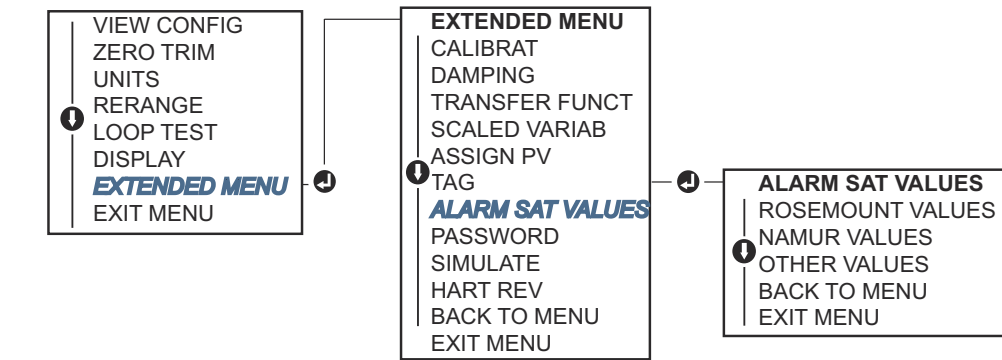 VIEW CONFIG
ZERO TRIM
UNITS
RERANGE
LOOP TEST
DISPLAY
EXTENDED MENU
EXIT MENU
EXTENDED MENU
CALIBRAT
DAMPING
TRANSFER FUNCT
SCALED VARIAB
ASSIGN PV
TAG
ALARM SAT VALUES
PASSWORD
SIMULATE
HART REV
BACK TO MENU
EXIT MENU
ALARM SAT VALUES
ROSEMOUNT VALUES
NAMUR VALUES
OTHER VALUES
BACK TO MENU
EXIT MENU